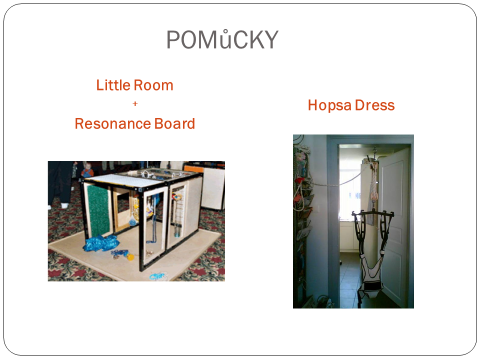 POMůCKY
Little Room
+
Resonance Board
Hopsa Dress